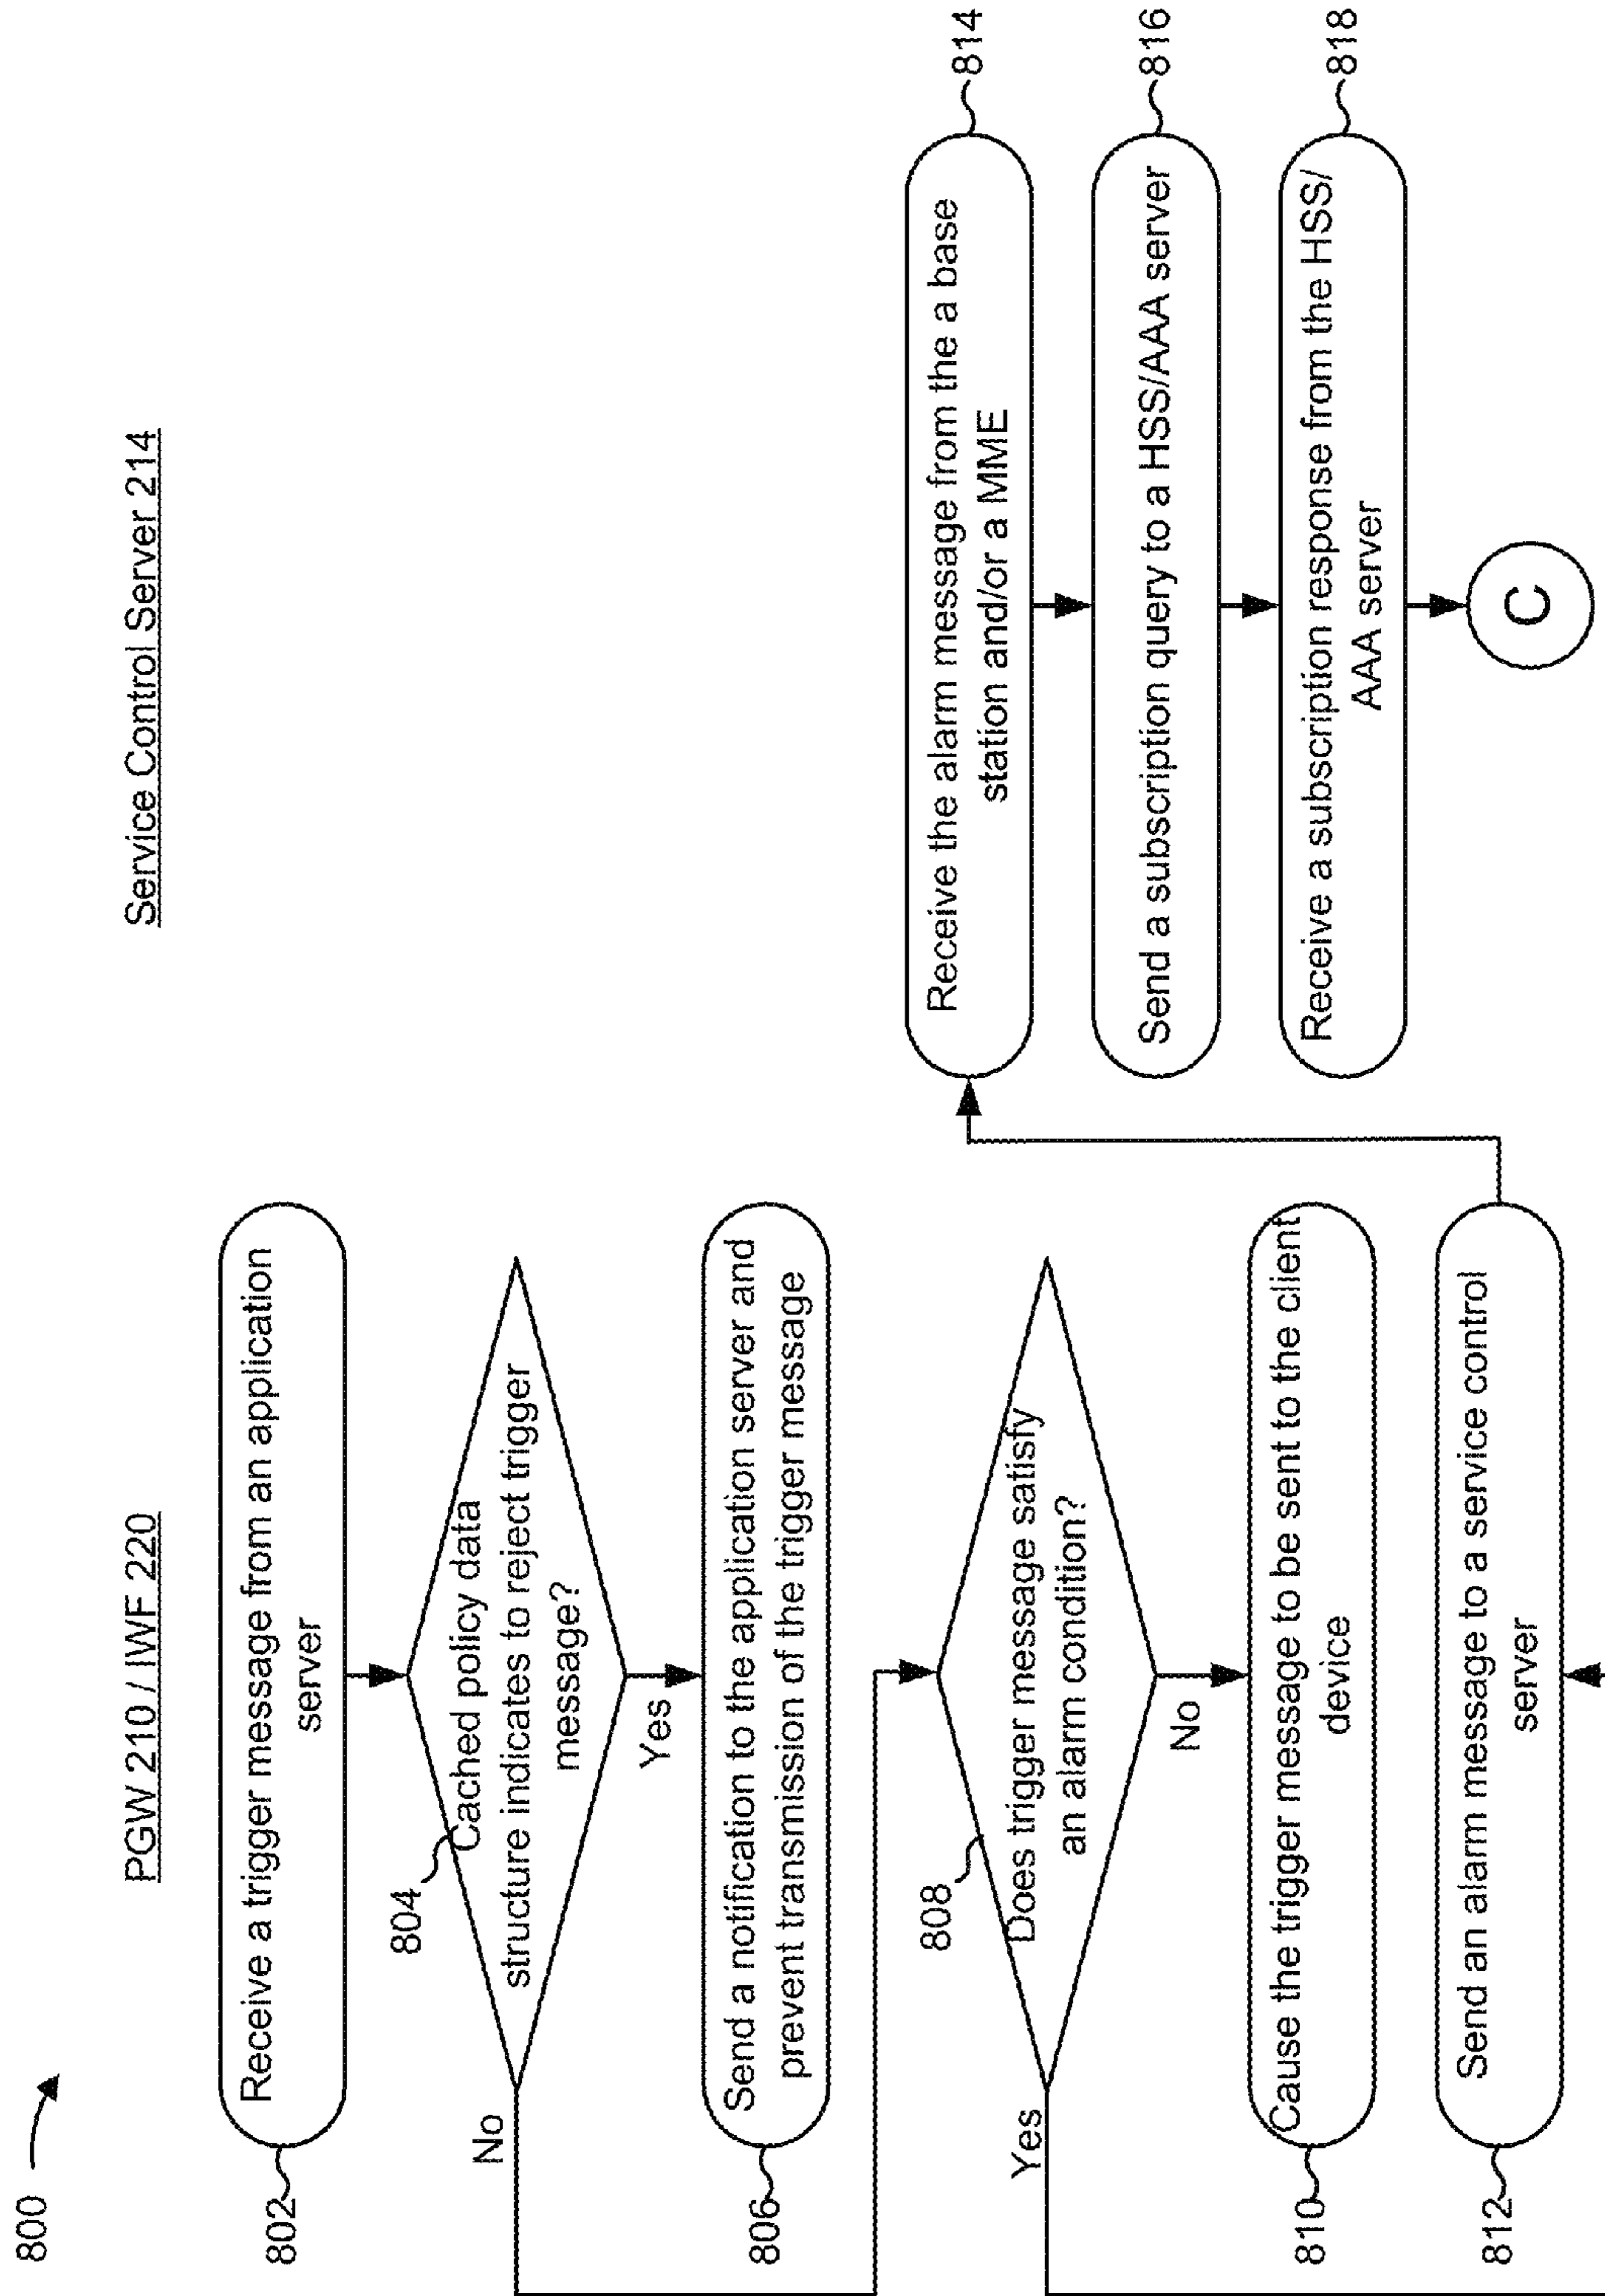 800
PGW 210 / IWF 220
Service Control Server 214
802
Receive a trigger message from an application
server
804
Cached policy data
structure indicates to reject trigger
message?
No
Yes
806
Send a notification to the application server and
prevent transmission of the trigger message
808
Does trigger message satisfy
an alarm condition?
Yes
No
810
Cause the trigger message to be sent to the client
device
812
Send an alarm message to a service control
server
Receive the alarm message from the a base
station and/or a MME
814
Send a subscription query to a HSS/AAA server
816
Receive a subscription response from the HSS/
AAA server
818
C